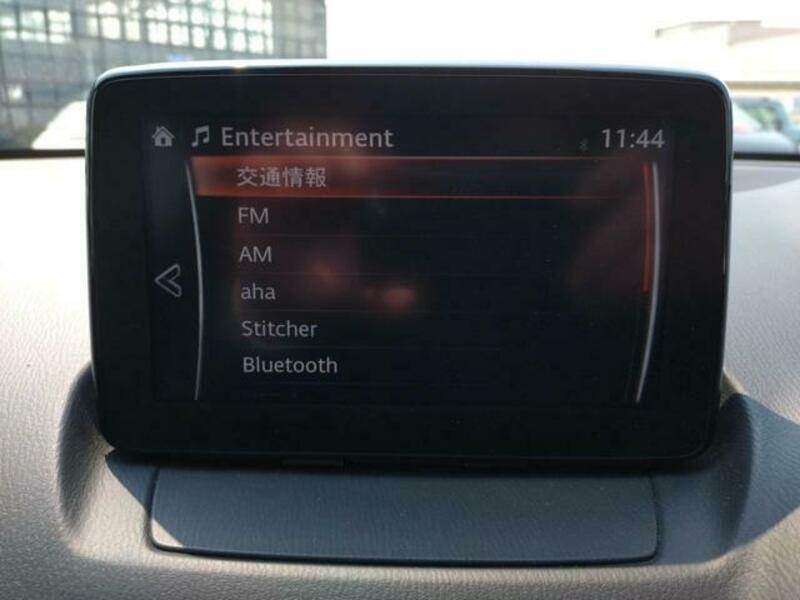 Entertainment 11:44
交通情報
FM
AM
aha
Stitcher
Bluetooth